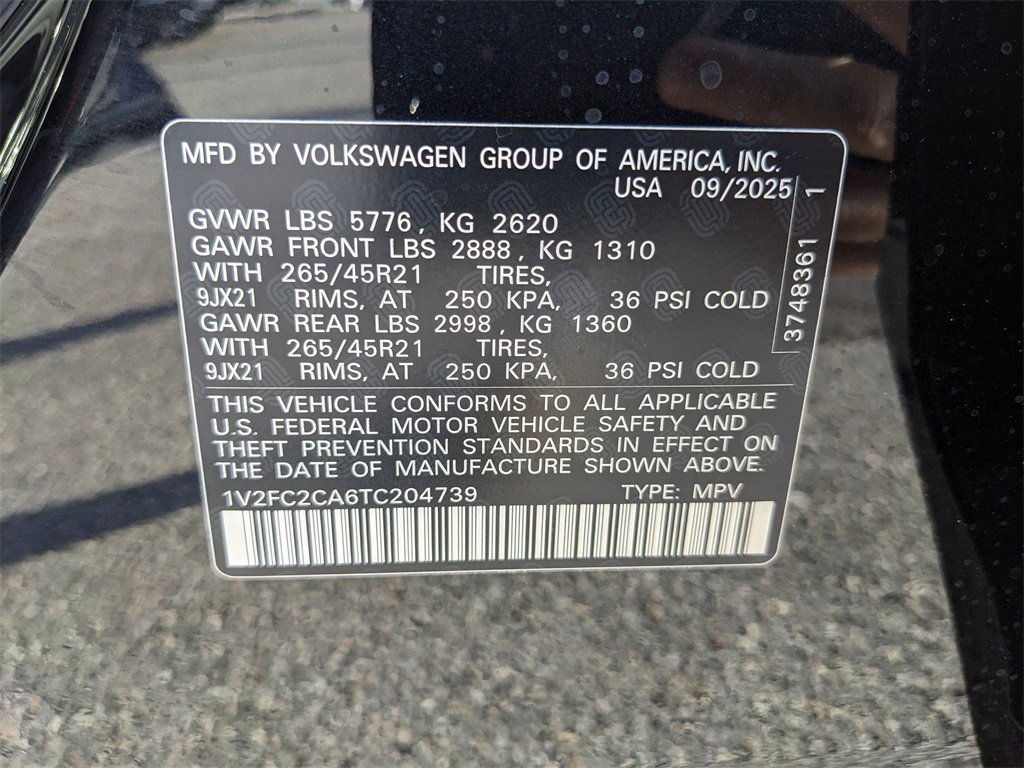 MFD BY VOLKSWAGEN GROUP OF AMERICA, INC.
USA 09/2025
GVWR LBS 5776, KG 2620
GAWR FRONT LBS 2888, KG 1310
WITH 265/45R21 TIRES,
9JX21 RIMS, AT 250 KPA, 36 PSI COLD
GAWR REAR LBS 2998, KG 1360
WITH 265/45R21 TIRES,
9JX21 RIMS, AT 250 KPA, 36 PSI COLD
3748361 1
THIS VEHICLE CONFORMS TO ALL APPLICABLE
U.S. FEDERAL MOTOR VEHICLE SAFETY AND
THEFT PREVENTION STANDARDS IN EFFECT ON
THE DATE OF MANUFACTURE SHOWN ABOVE.
1V2FC2CA6TC204739 TYPE: MPV